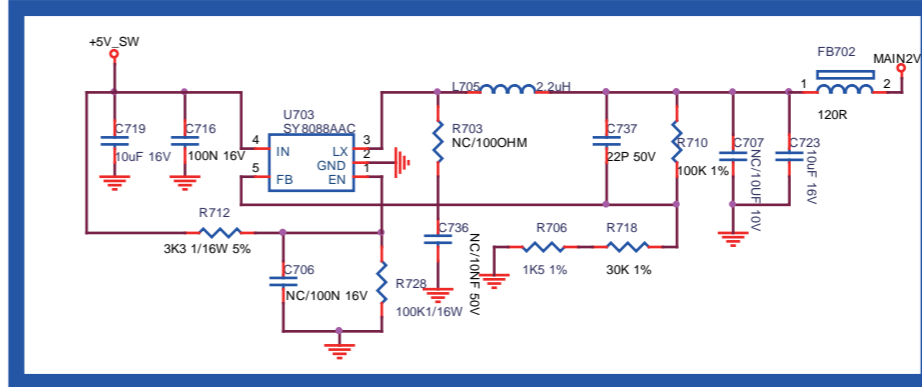 +5V_SW
FB702
MAIN2V
1
2
120R
L705
2.2uH
U703
SY8088AAC
C719
10uF 16V
C716
100N 16V
4
IN
LX
3
GND
2
5
FB
EN
1
R703
NC/100OHM
C737
22P 50V
R710
100K 1%
C707
NC/10UF 10V
C723
10uF 16V
R712
3K3 1/16W 5%
C736
NC/10NF 50V
R706
R718
1K5 1%
30K 1%
C706
NC/100N 16V
R728
100K1/16W